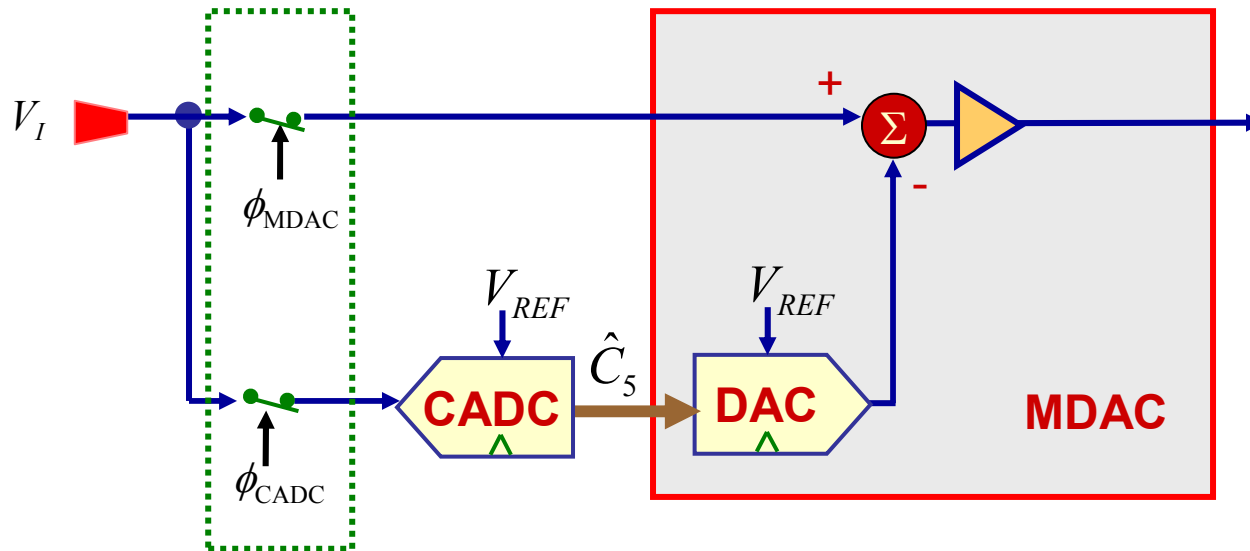 V_I
+
Σ
-
ϕ_MDAC
V_REF
V_REF
Ĉ_5
CADC
DAC
MDAC
ϕ_CADC